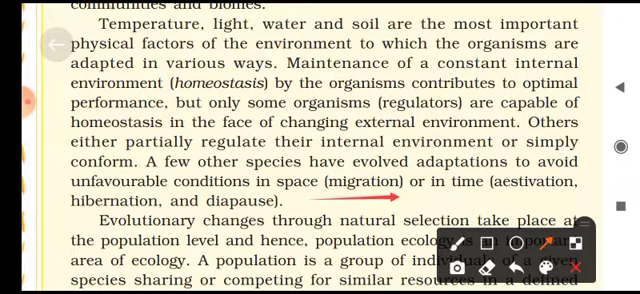 communities and biomes.
Temperature, light, water and soil are the most important
physical factors of the environment to which the organisms are
adapted in various ways. Maintenance of a constant internal
environment (homeostasis) by the organisms contributes to optimal
performance, but only some organisms (regulators) are capable of
homeostasis in the face of changing external environment. Others
either partially regulate their internal environment or simply
conform. A few other species have evolved adaptations to avoid
unfavourable conditions in space (migration) or in time (aestivation,
hibernation, and diapause).
Evolutionary changes through natural selection take place at
the population level and hence, population ecology is an important
area of ecology. A population is a group of individuals of a given
species sharing or competing for similar resources in a defined